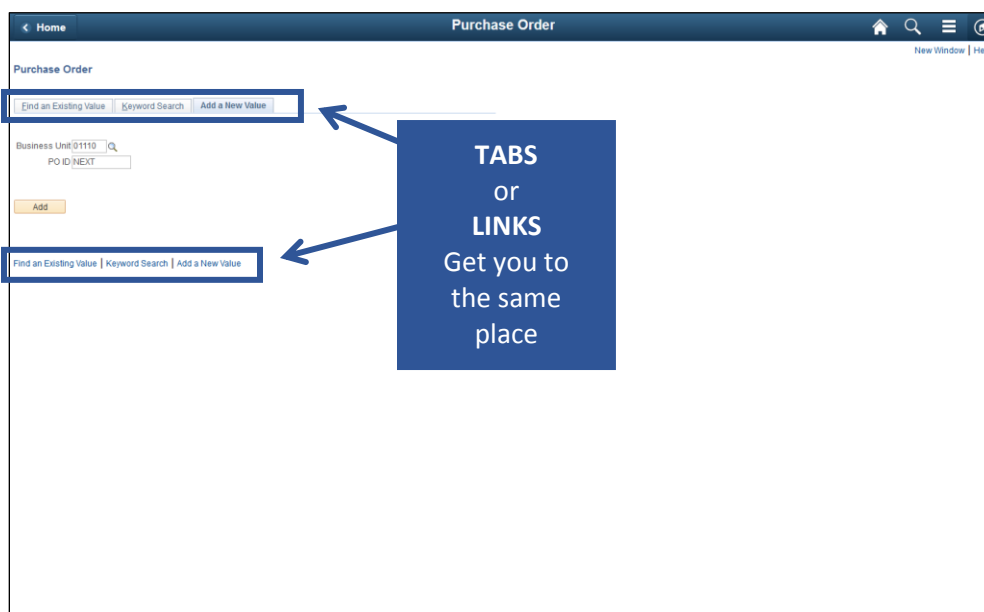 Home
Purchase Order
New Window | He
Purchase Order
Find an Existing Value Keyword Search Add a New Value
Business Unit 01110
PO ID NEXT
Add
Find an Existing Value | Keyword Search | Add a New Value
TABS
or
LINKS
Get you to
the same
place